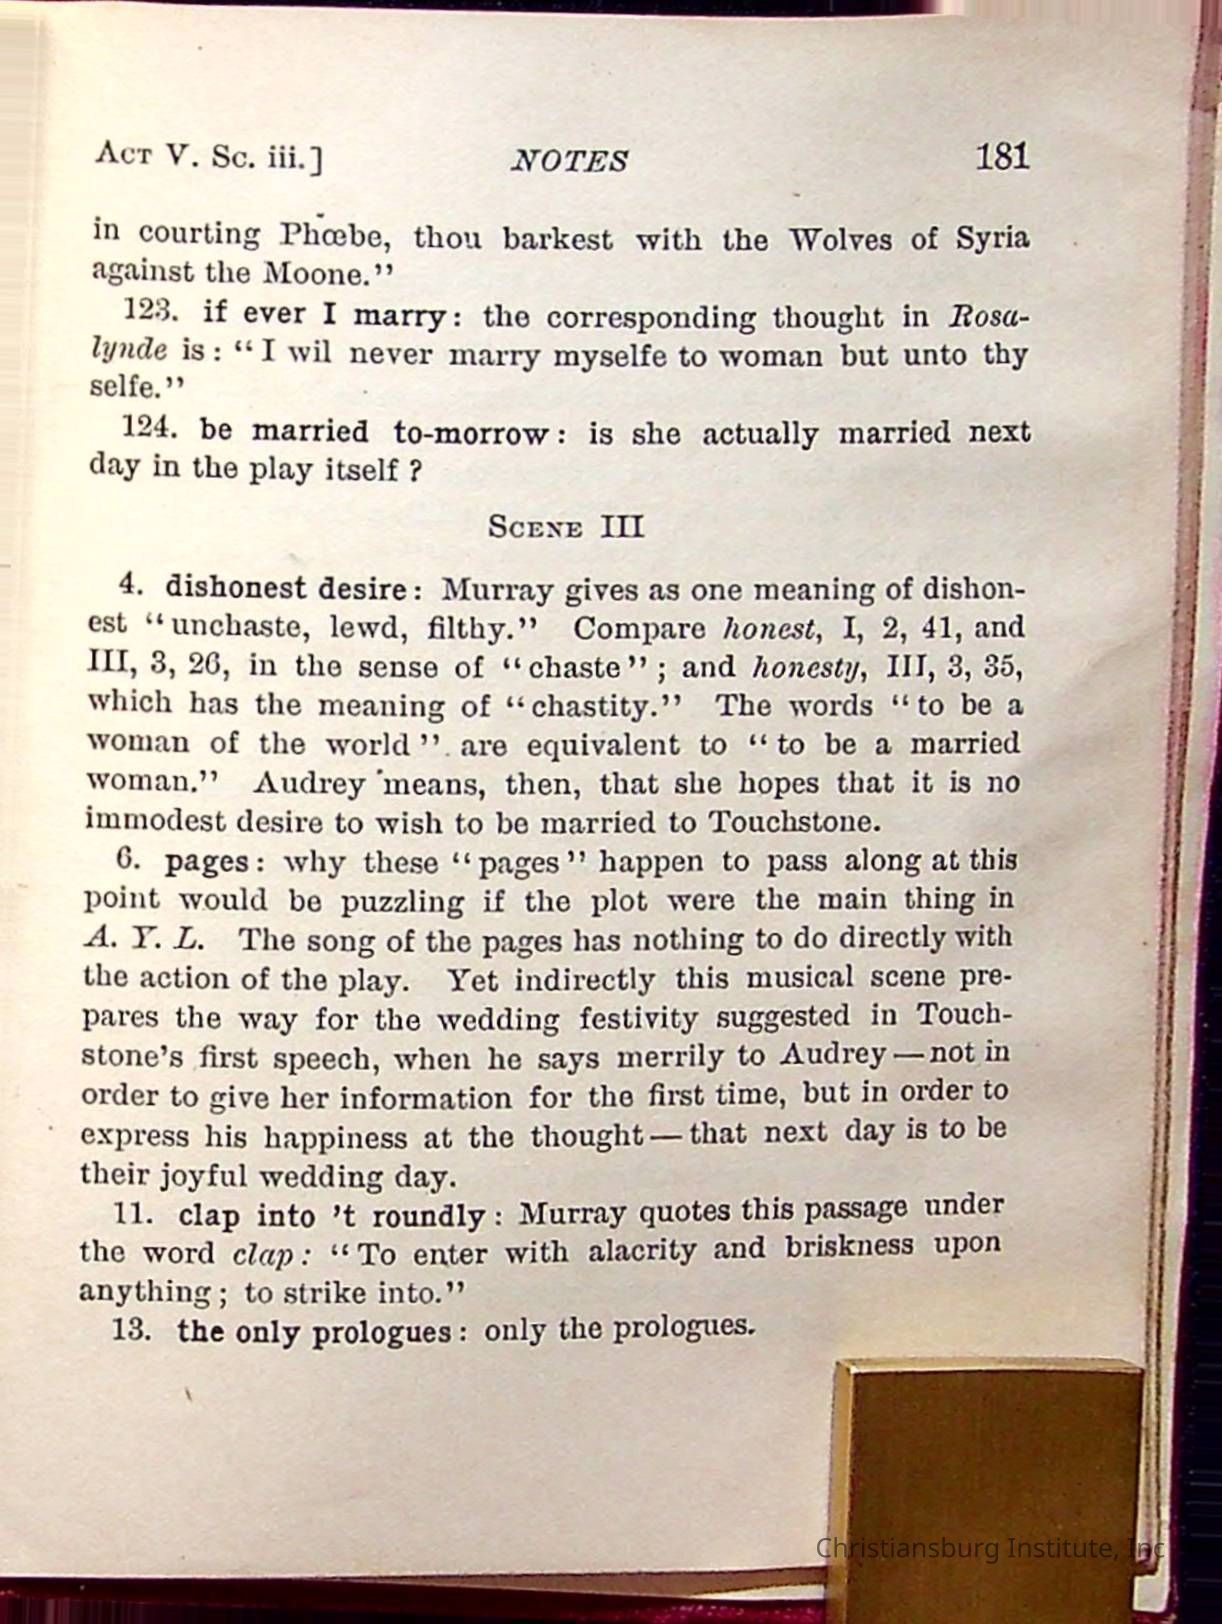 ACT V. Sc. iii.] NOTES 181
in courting Phœbe, thou barkest with the Wolves of Syria
against the Moone.”
123. if ever I marry: the corresponding thought in Rosa-
lynde is: “I wil never marry myselfe to woman but unto thy
selfe.”
124. be married to-morrow: is she actually married next
day in the play itself?
SCENE III
4. dishonest desire: Murray gives as one meaning of dishon-
est “unchaste, lewd, filthy.” Compare honest, I, 2, 41, and
III, 3, 26, in the sense of “chaste”; and honesty, III, 3, 35,
which has the meaning of “chastity.” The words “to be a
woman of the world” are equivalent to “to be a married
woman.” Audrey means, then, that she hopes that it is no
immodest desire to wish to be married to Touchstone.
6. pages: why these “pages” happen to pass along at this
point would be puzzling if the plot were the main thing in
A. Y. L. The song of the pages has nothing to do directly with
the action of the play. Yet indirectly this musical scene pre-
pares the way for the wedding festivity suggested in Touch-
stone’s first speech, when he says merrily to Audrey—not in
order to give her information for the first time, but in order to
express his happiness at the thought—that next day is to be
their joyful wedding day.
11. clap into ’t roundly: Murray quotes this passage under
the word clap: “To enter with alacrity and briskness upon
anything; to strike into.”
13. the only prologues: only the prologues.
Christiansburg Institute, Inc